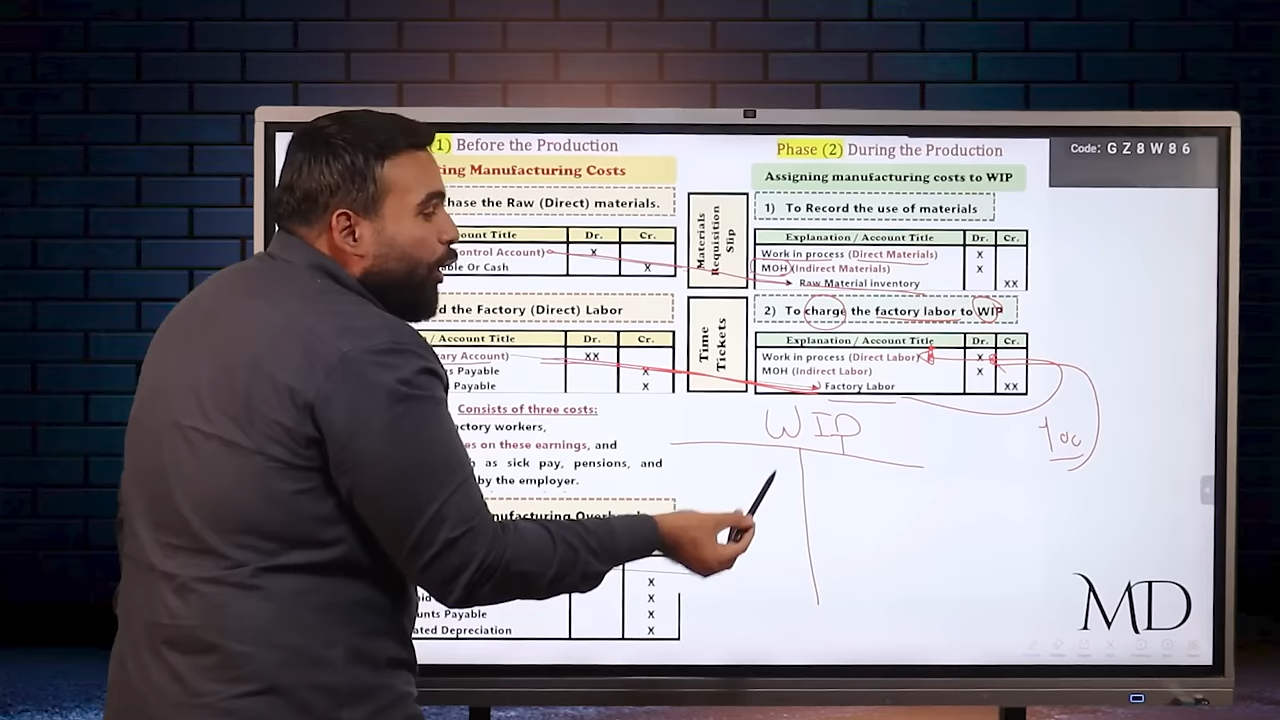 (1) Before the Production
Phase (2) During the Production
Code: G Z 8 W 8 6
ing Manufacturing Costs
Assigning manufacturing costs to WIP
hase the Raw (Direct) materials.
Materials
Requisition
Slip
1) To Record the use of materials
ount Title Dr. Cr.
ontrol Account) X
ble Or Cash X
Explanation / Account Title Dr. Cr.
Work in process (Direct Materials) X
MOH (Indirect Materials) X
Raw Material inventory XX
d the Factory (Direct) Labor
Time
Tickets
2) To charge the factory labor to WIP
/ Account Title Dr. Cr.
rary Account) XX
s Payable X
Payable X
Explanation / Account Title Dr. Cr.
Work in process (Direct Labor) X
MOH (Indirect Labor) X
Factory Labor XX
Consists of three costs:
ctory workers,
es on these earnings, and
as sick pay, pensions, and
by the employer.
WIP
nufacturing Overhead
X
X
unts Payable X
ated Depreciation X
MD